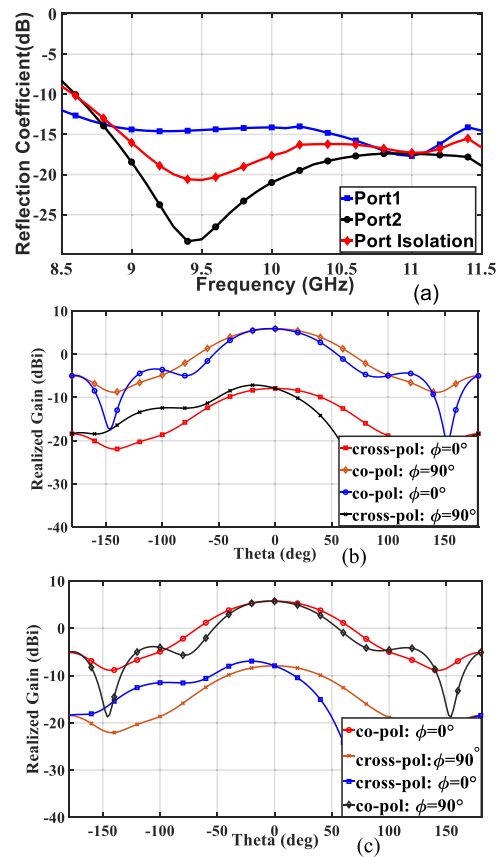 0
-5
-10
-15
-20
-25
Reflection Coefficient(dB)
Port1
Port2
Port Isolation
8.5 9 9.5 10 10.5 11 11.5
Frequency (GHz)
(a)
10
0
-10
-20
-30
-40
Realized Gain (dBi)
cross-pol: ϕ=0°
co-pol: ϕ=90°
co-pol: ϕ=0°
cross-pol: ϕ=90°
-150 -100 -50 0 50 100 150
Theta (deg)
(b)
10
0
-10
-20
-30
-40
Realized Gain (dBi)
co-pol: ϕ=0°
cross-pol:ϕ=90°
cross-pol: ϕ=0°
co-pol: ϕ=90°
-150 -100 -50 0 50 100 150
Theta (deg)
(c)